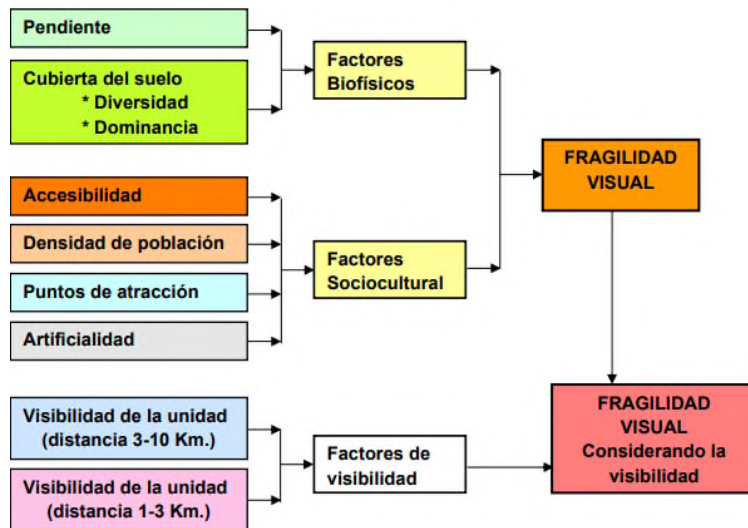 Pendiente
Cubierta del suelo
* Diversidad
* Dominancia
Factores
Biofísicos
FRAGILIDAD
VISUAL
Accesibilidad
Densidad de población
Puntos de atracción
Artificialidad
Factores
Sociocultural
Visibilidad de la unidad
(distancia 3-10 Km.)
Visibilidad de la unidad
(distancia 1-3 Km.)
Factores de
visibilidad
FRAGILIDAD
VISUAL
Considerando la
visibilidad